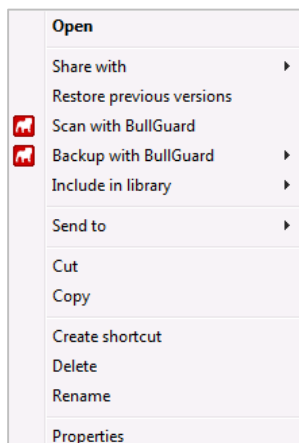 Open
Share with
Restore previous versions
Scan with BullGuard
Backup with BullGuard
Include in library
Send to
Cut
Copy
Create shortcut
Delete
Rename
Properties